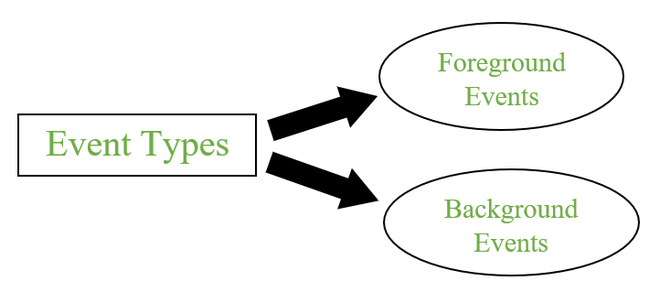 Event Types
Foreground
Events
Background
Events